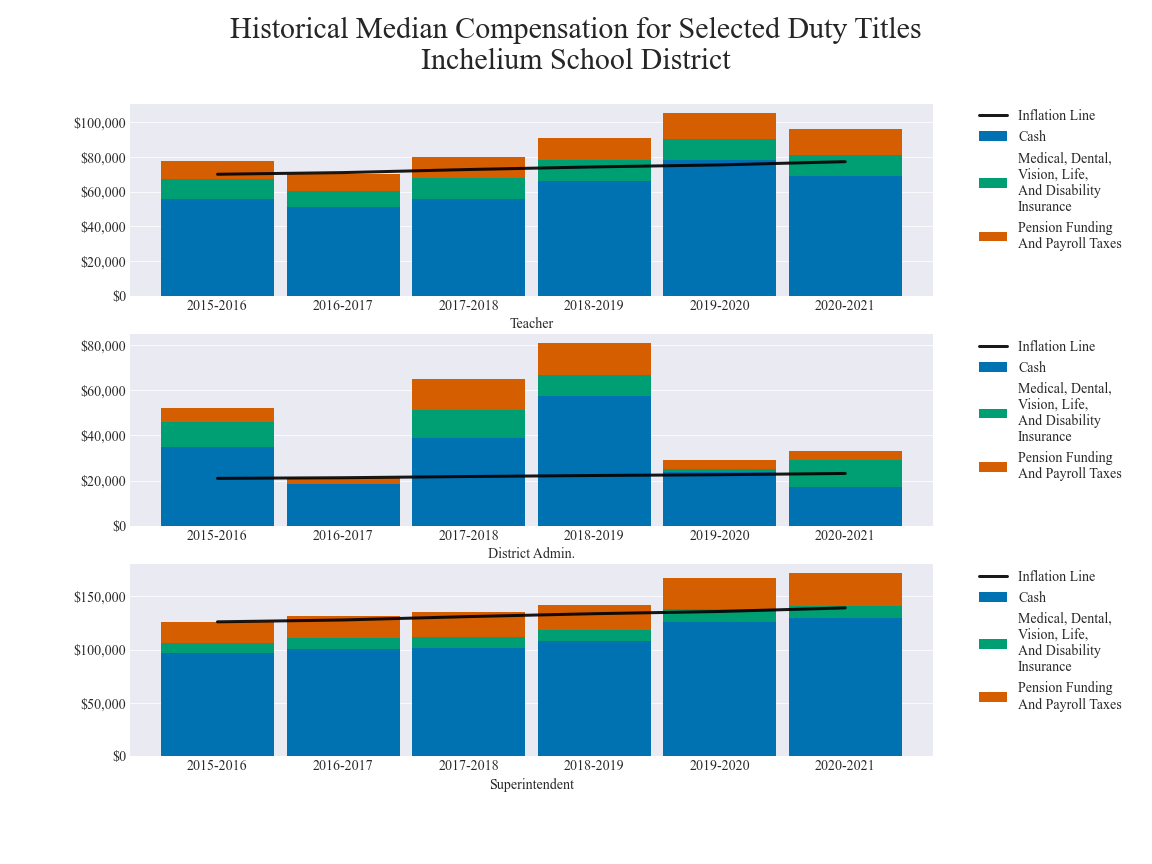 Historical Median Compensation for Selected Duty Titles
Inchelium School District
$100,000
$80,000
$60,000
$40,000
$20,000
$0
2015-2016 2016-2017 2017-2018 2018-2019 2019-2020 2020-2021
Teacher
Inflation Line
Cash
Medical, Dental,
Vision, Life,
And Disability
Insurance
Pension Funding
And Payroll Taxes
$80,000
$60,000
$40,000
$20,000
$0
2015-2016 2016-2017 2017-2018 2018-2019 2019-2020 2020-2021
District Admin.
Inflation Line
Cash
Medical, Dental,
Vision, Life,
And Disability
Insurance
Pension Funding
And Payroll Taxes
$150,000
$100,000
$50,000
$0
2015-2016 2016-2017 2017-2018 2018-2019 2019-2020 2020-2021
Superintendent
Inflation Line
Cash
Medical, Dental,
Vision, Life,
And Disability
Insurance
Pension Funding
And Payroll Taxes